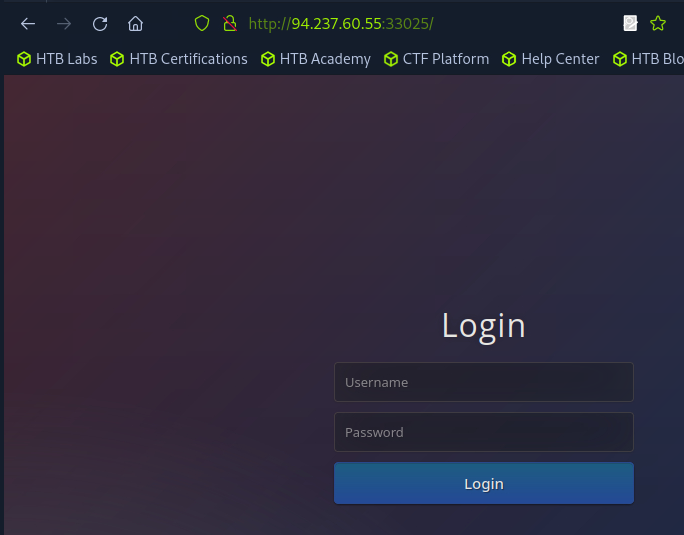 http://94.237.60.55:33025/
HTB Labs HTB Certifications HTB Academy CTF Platform Help Center HTB Blo
Login
Username
Password
Login